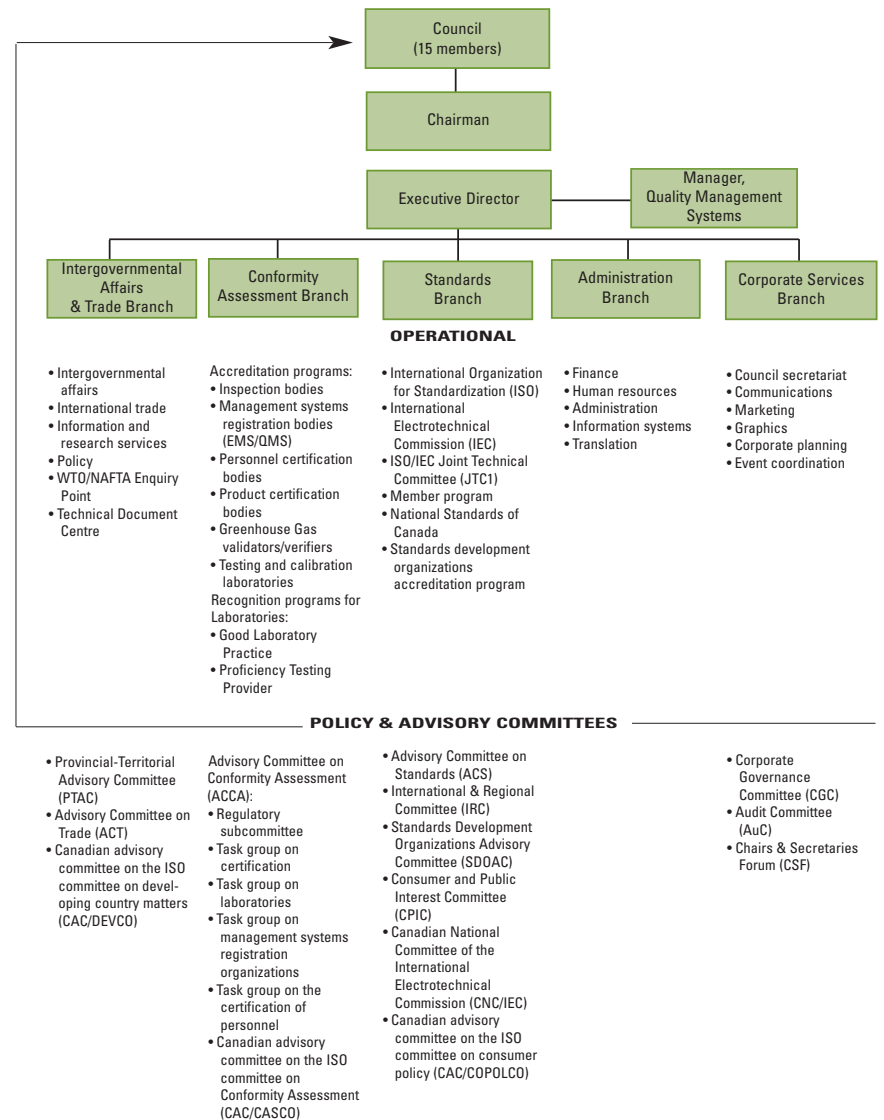 Council
(15 members)
Chairman
Executive Director
Manager,
Quality Management
Systems
Intergovernmental
Affairs
& Trade Branch
Conformity
Assessment Branch
Standards
Branch
Administration
Branch
Corporate Services
Branch
OPERATIONAL
• Intergovernmental
affairs
• International trade
• Information and
research services
• Policy
• WTO/NAFTA Enquiry
Point
• Technical Document
Centre
Accreditation programs:
• Inspection bodies
• Management systems
registration bodies
(EMS/QMS)
• Personnel certification
bodies
• Product certification
bodies
• Greenhouse Gas
validators/verifiers
• Testing and calibration
laboratories
Recognition programs for
Laboratories:
• Good Laboratory
Practice
• Proficiency Testing
Provider
• International Organization
for Standardization (ISO)
• International
Electrotechnical
Commission (IEC)
• ISO/IEC Joint Technical
Committee (JTC1)
• Member program
• National Standards of
Canada
• Standards development
organizations
accreditation program
• Finance
• Human resources
• Administration
• Information systems
• Translation
• Council secretariat
• Communications
• Marketing
• Graphics
• Corporate planning
• Event coordination
POLICY & ADVISORY COMMITTEES
• Provincial-Territorial
Advisory Committee
(PTAC)
• Advisory Committee on
Trade (ACT)
• Canadian advisory
committee on the ISO
committee on devel-
oping country matters
(CAC/DEVCO)
Advisory Committee on
Conformity Assessment
(ACCA):
• Regulatory
subcommittee
• Task group on
certification
• Task group on
laboratories
• Task group on
management systems
registration
organizations
• Task group on the
certification of
personnel
• Canadian advisory
committee on the ISO
committee on
Conformity Assessment
(CAC/CASCO)
• Advisory Committee on
Standards (ACS)
• International & Regional
Committee (IRC)
• Standards Development
Organizations Advisory
Committee (SDOAC)
• Consumer and Public
Interest Committee
(CPIC)
• Canadian National
Committee of the
International
Electrotechnical
Commission (CNC/IEC)
• Canadian advisory
committee on the ISO
committee on consumer
policy (CAC/COPOLCO)
• Corporate
Governance
Committee (CGC)
• Audit Committee
(AuC)
• Chairs & Secretaries
Forum (CSF)